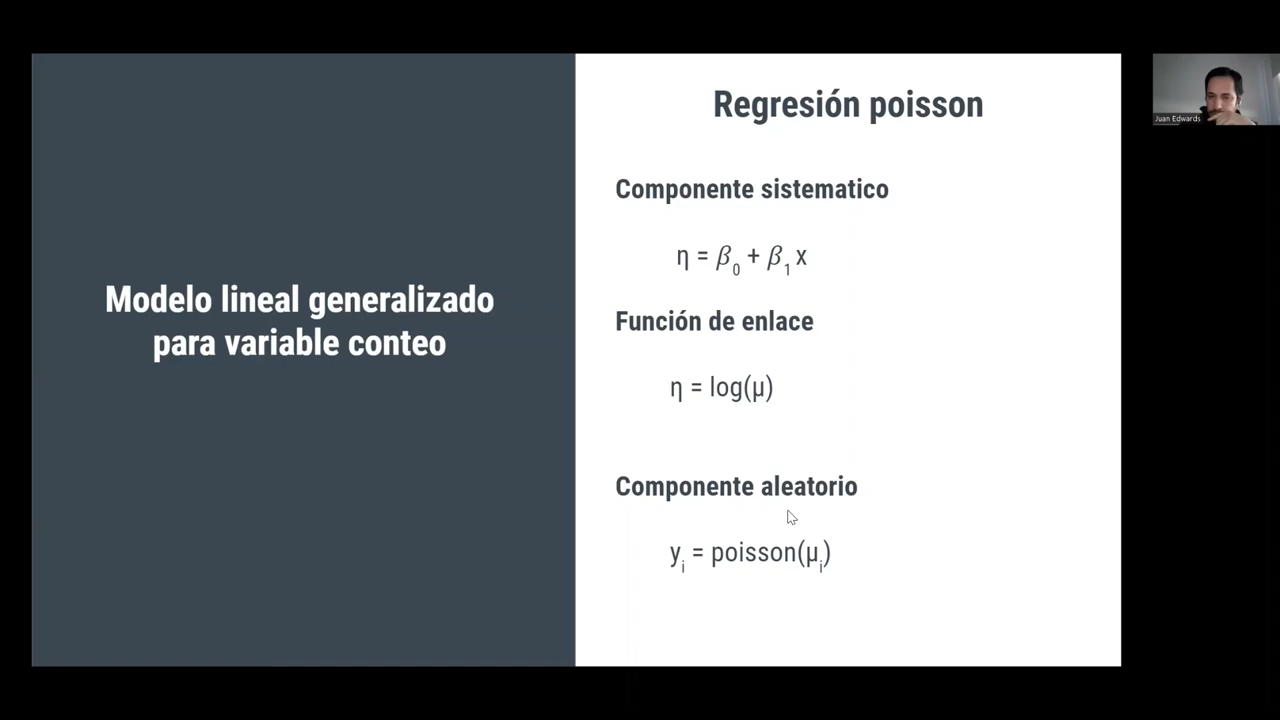 Modelo lineal generalizado
para variable conteo
Regresión poisson
Componente sistematico
η = β₀ + β₁ x
Función de enlace
η = log(μ)
Componente aleatorio
yᵢ = poisson(μᵢ)
Juan Edwards